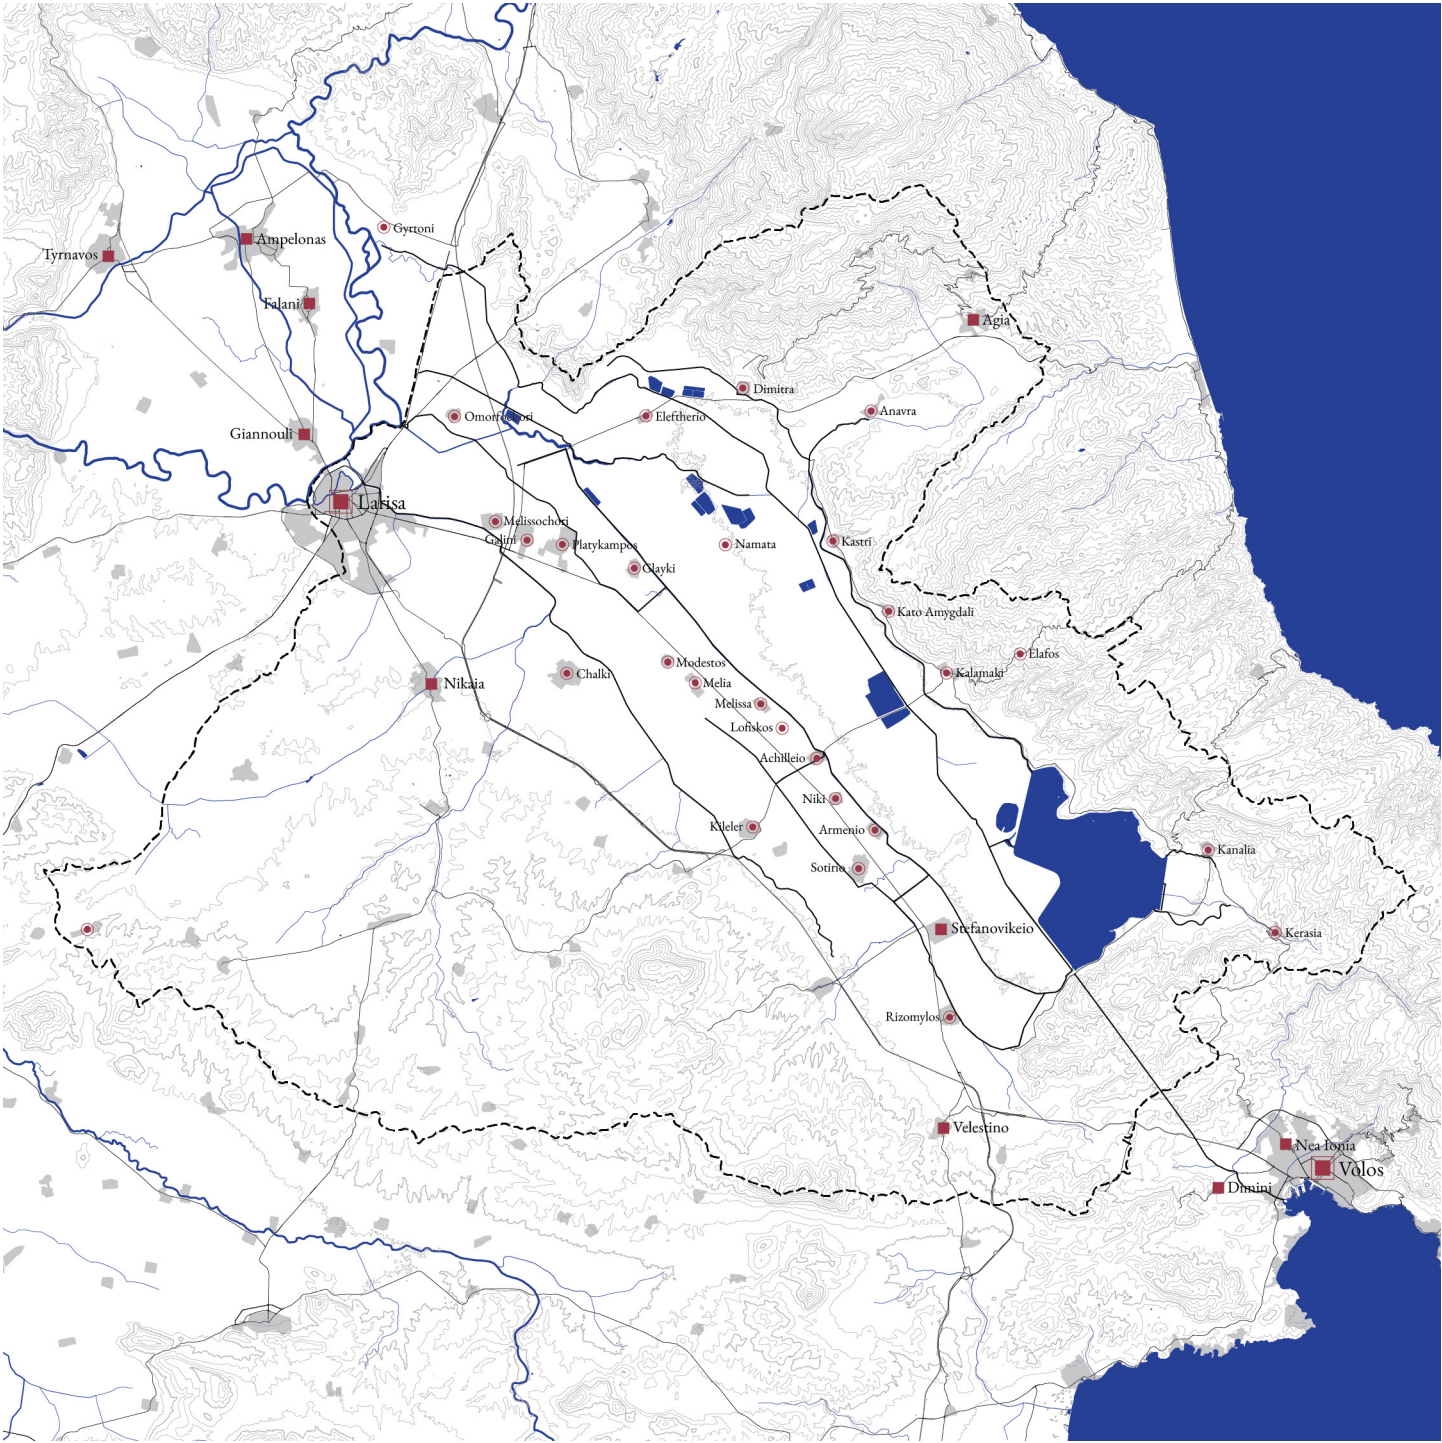 Gyrtoni
Ampelonas
Tyrnavos
Falani
Agia
Dimitra
Anavra
Omorfochori
Eleftherio
Giannouli
Larisa
Melissochori
Galini
Platykampos
Namata
Kastri
Glayki
Kato Amygdali
Elafos
Modestos
Kalamaki
Chalki
Melia
Nikaia
Melissa
Lofiskos
Achilleio
Niki
Kileler
Armenio
Kanalia
Sotirio
Stefanovikeio
Kerasia
Rizomylos
Velestino
Nea Ionia
Volos
Dimini